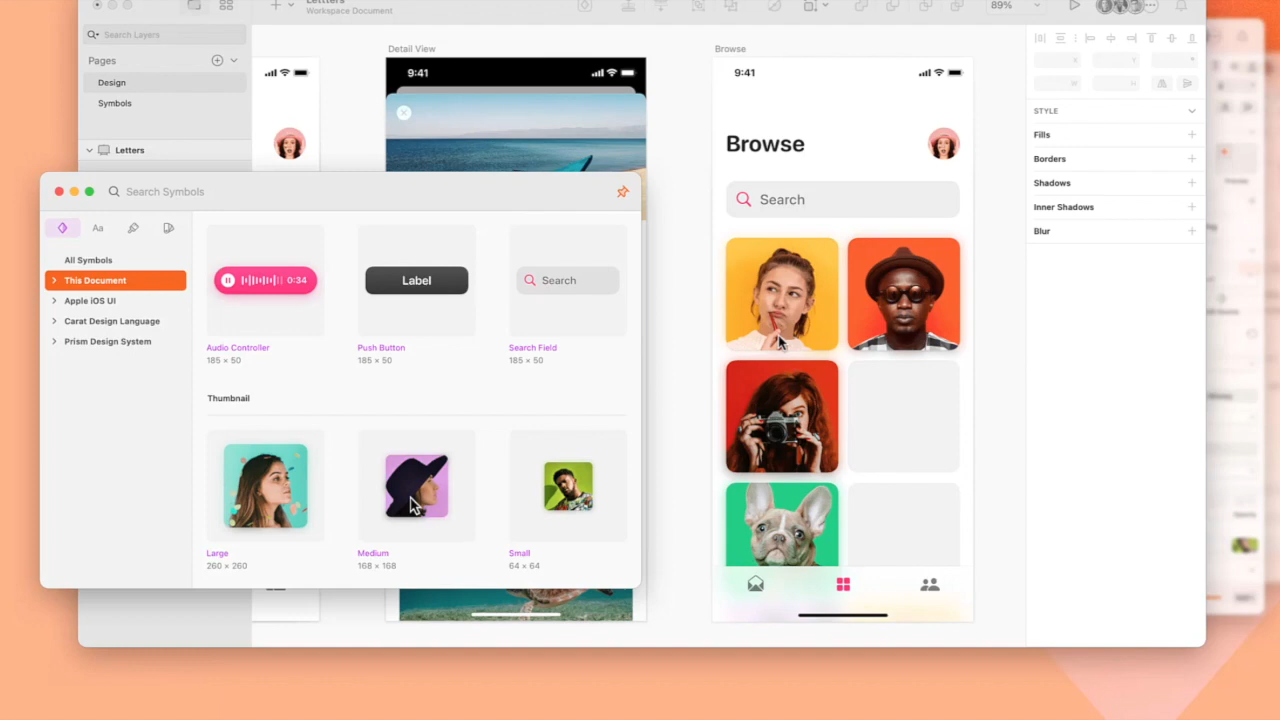 Letters
Workspace Document
89%
Search Layers
Pages
Design
Symbols
Letters
Detail View
9:41
Browse
9:41
Browse
Search
STYLE
Fills
Borders
Shadows
Inner Shadows
Blur
Search Symbols
Aa
All Symbols
This Document
Apple iOS UI
Carat Design Language
Prism Design System
0:34
Label
Search
Audio Controller
185 × 50
Push Button
185 × 50
Search Field
185 × 50
Thumbnail
Large
260 × 260
Medium
168 × 168
Small
64 × 64